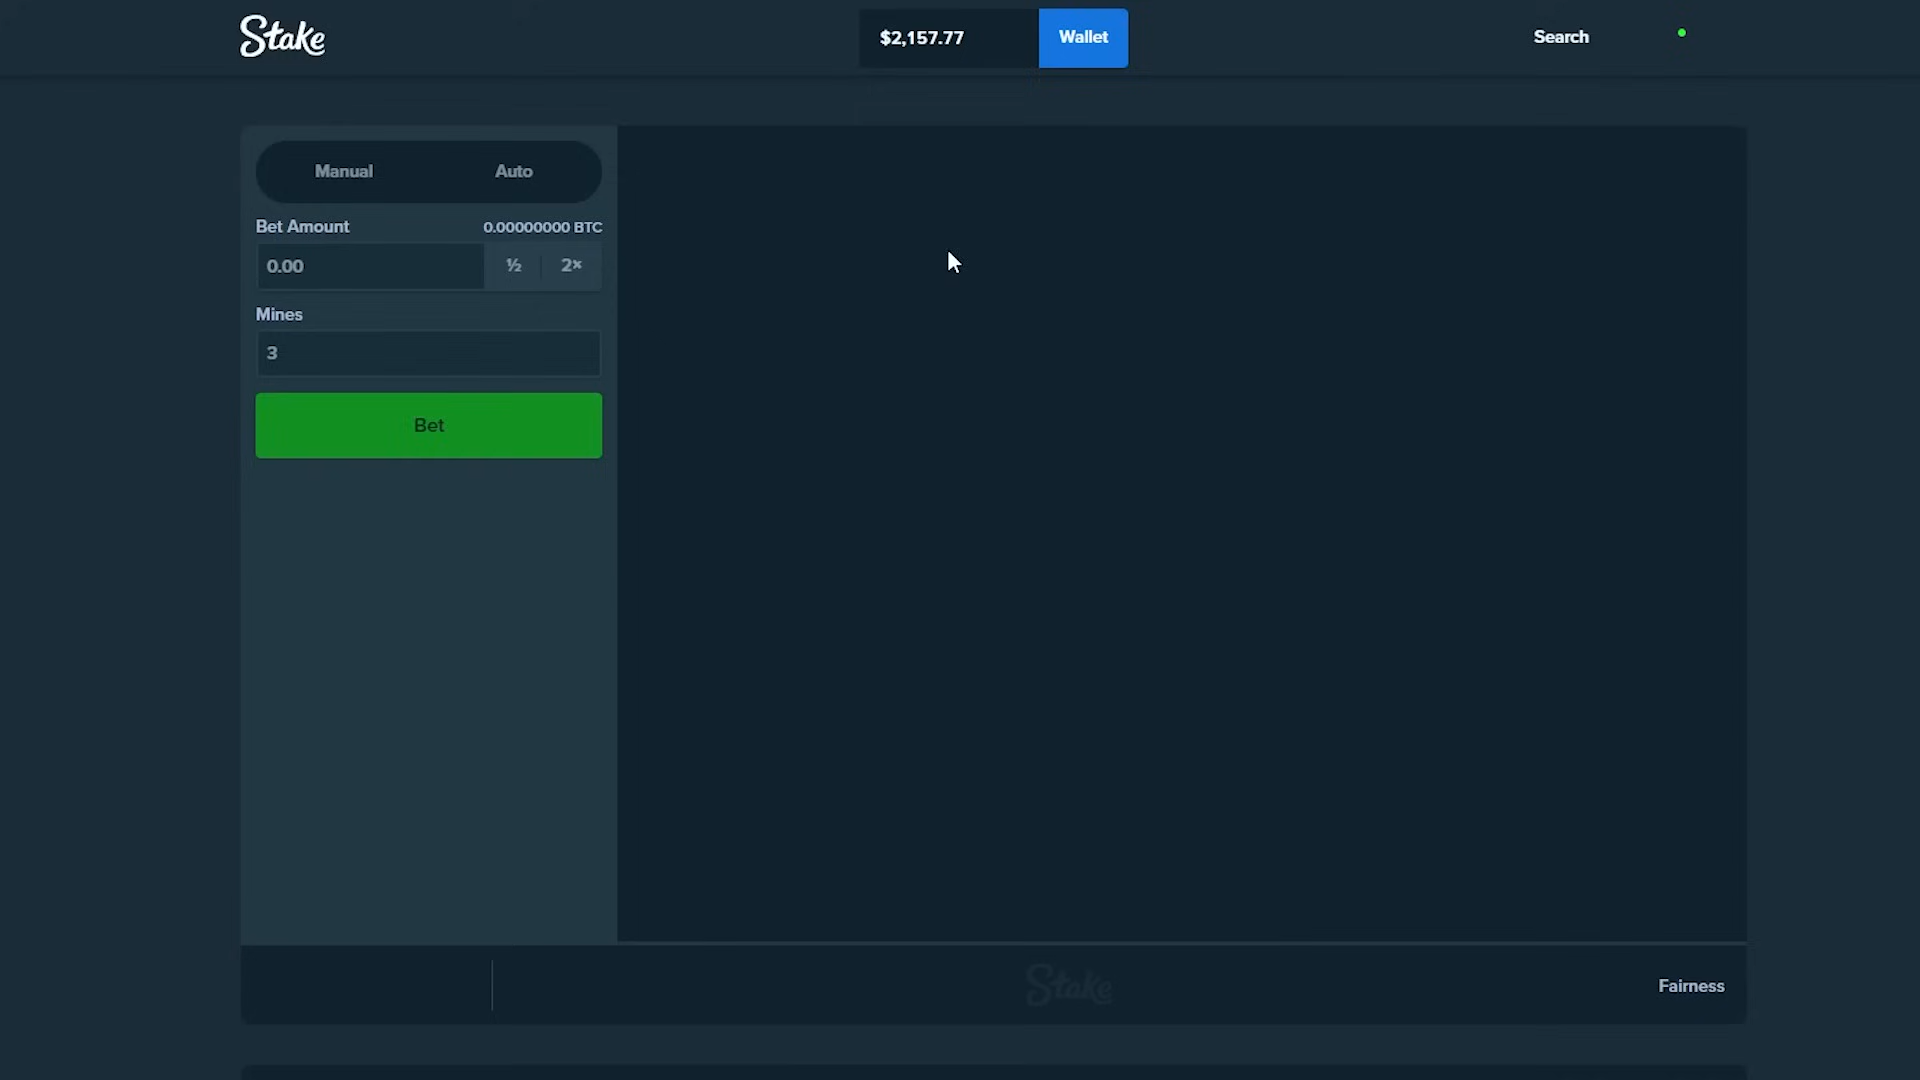 Stake
$2,157.77 Wallet
Search
Manual Auto
Bet Amount 0.00000000 BTC
0.00 ½ 2×
Mines
3
Bet
Stake
Fairness